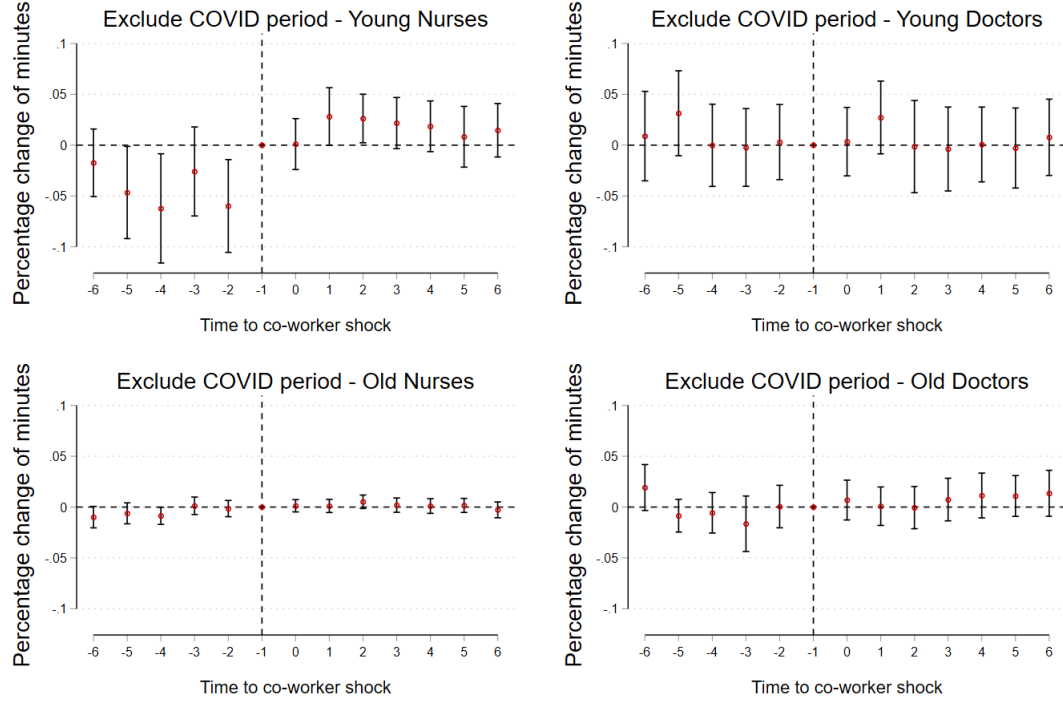 Exclude COVID period - Young Nurses
Percentage change of minutes
.1
.05
0
-.05
-.1
-6 -5 -4 -3 -2 -1 0 1 2 3 4 5 6
Time to co-worker shock
Exclude COVID period - Young Doctors
Percentage change of minutes
.1
.05
0
-.05
-.1
-6 -5 -4 -3 -2 -1 0 1 2 3 4 5 6
Time to co-worker shock
Exclude COVID period - Old Nurses
Percentage change of minutes
.1
.05
0
-.05
-.1
-6 -5 -4 -3 -2 -1 0 1 2 3 4 5 6
Time to co-worker shock
Exclude COVID period - Old Doctors
Percentage change of minutes
.1
.05
0
-.05
-.1
-6 -5 -4 -3 -2 -1 0 1 2 3 4 5 6
Time to co-worker shock